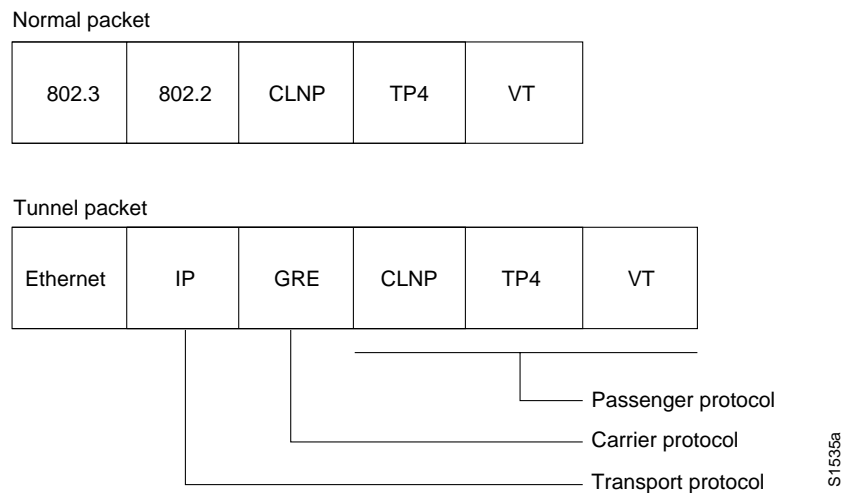 Normal packet
802.3 802.2 CLNP TP4 VT
Tunnel packet
Ethernet IP GRE CLNP TP4 VT
Passenger protocol
Carrier protocol
Transport protocol
S1535a